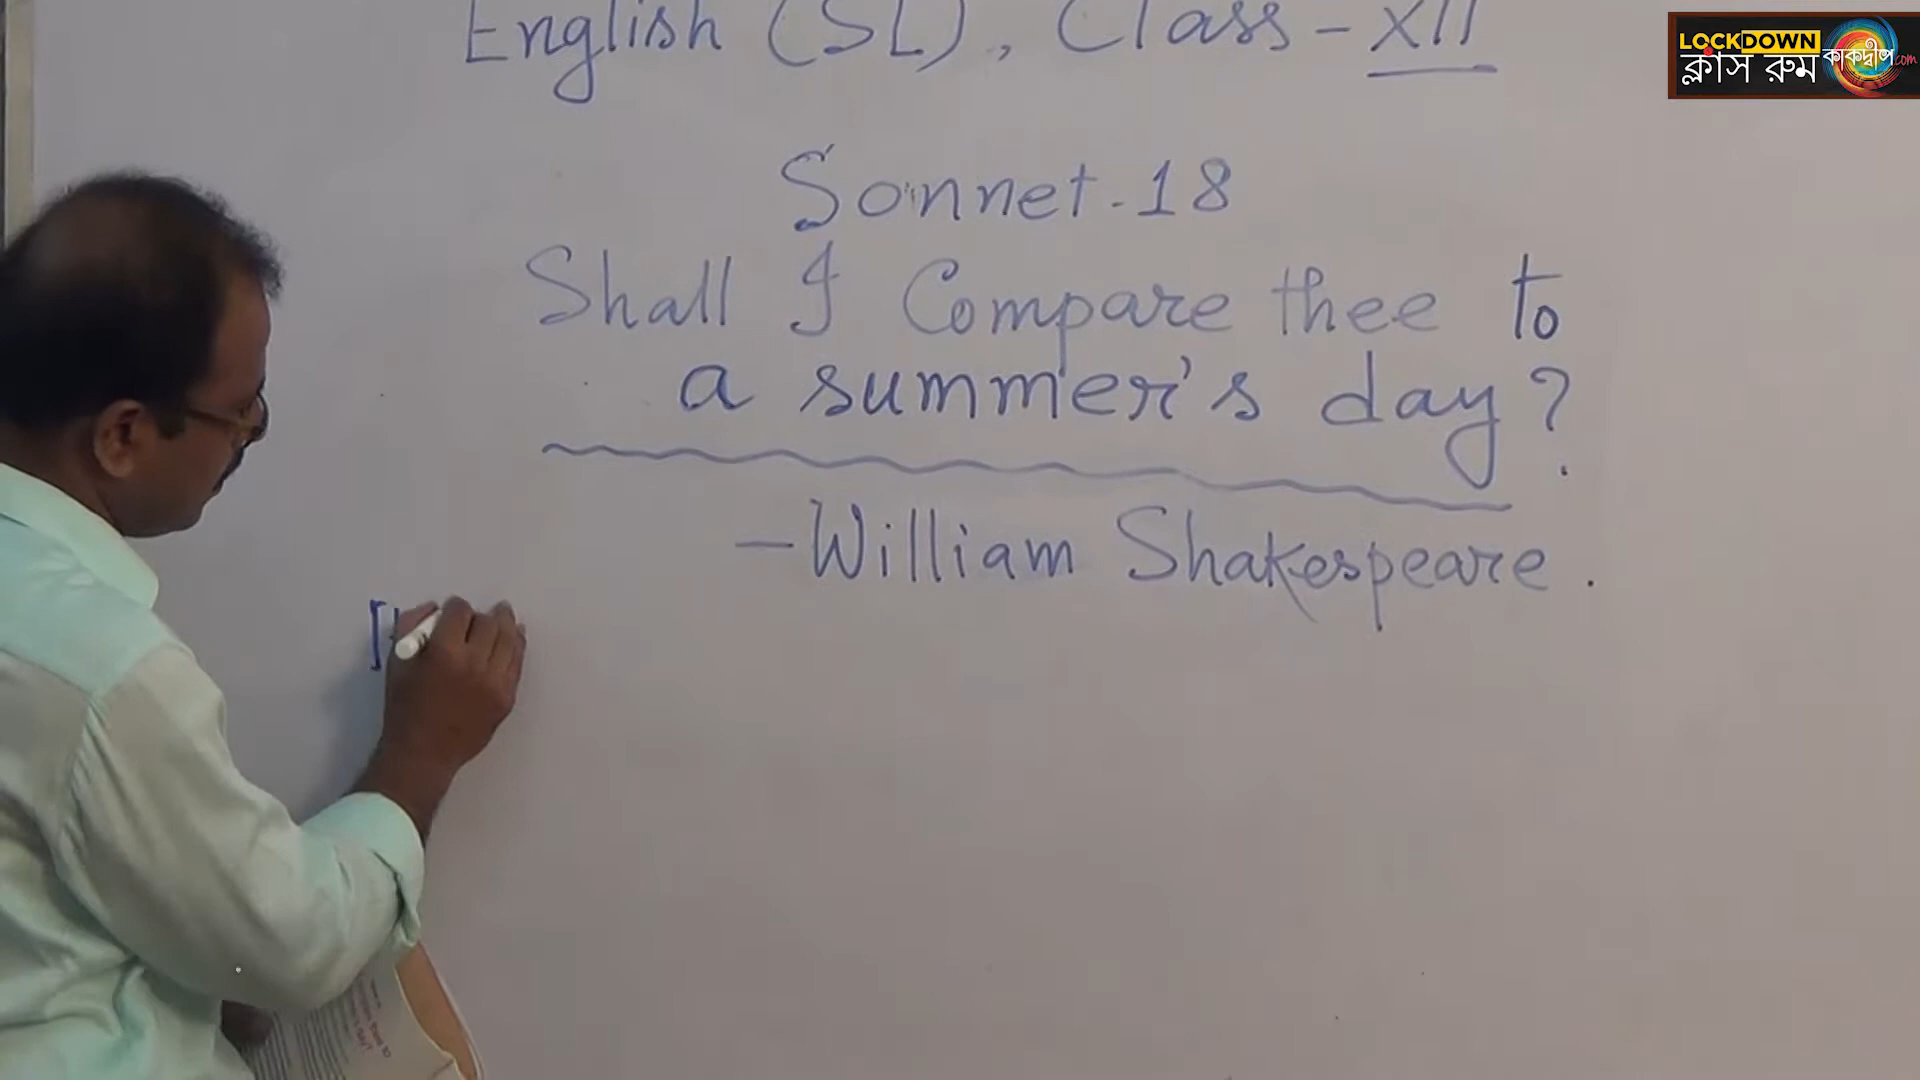 English (SL), Class - XII
LOCKDOWN
ক্লাস রুম কাকদ্বীপ.com
Sonnet-18
Shall I Compare thee to
a summer's day?
- William Shakespeare.